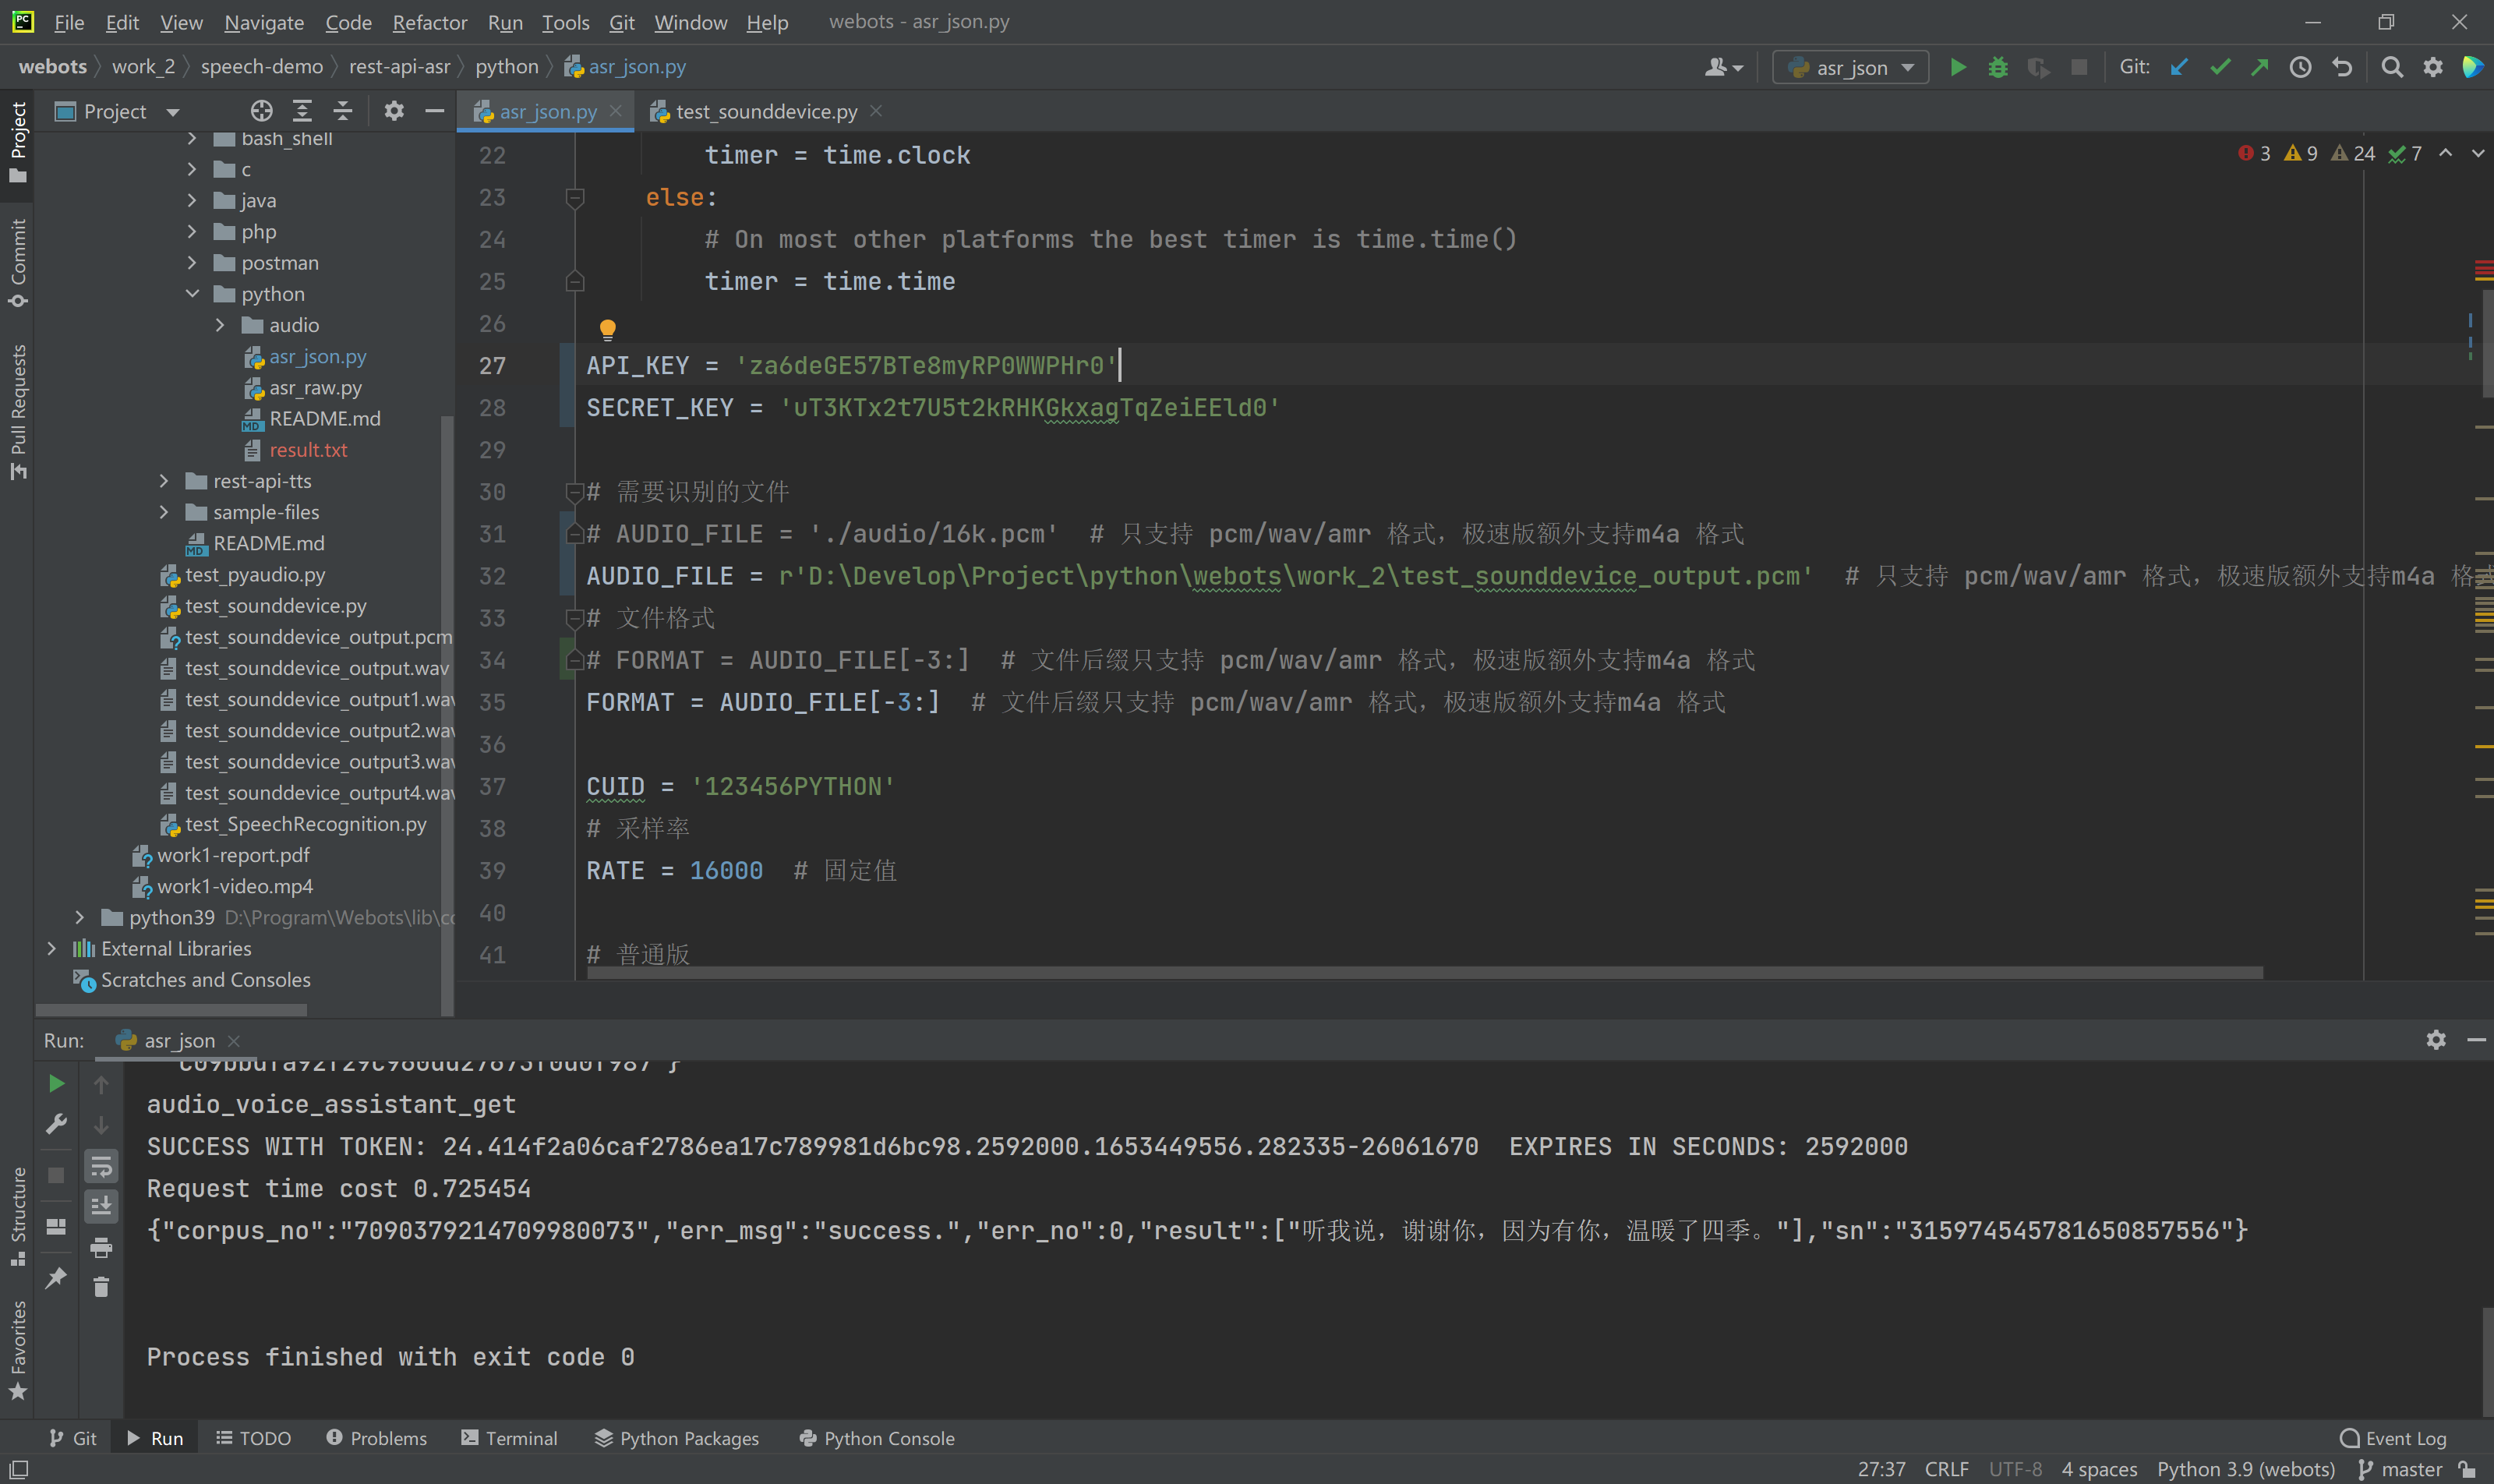 File Edit View Navigate Code Refactor Run Tools Git Window Help webots - asr_json.py
webots work_2 speech-demo rest-api-asr python asr_json.py asr_json Git:
Project
asr_json.py
test_sounddevice.py
Project
Commit
Pull Requests
Structure
Favorites
bash_shell
c
java
php
postman
python
audio
asr_json.py
asr_raw.py
README.md
result.txt
rest-api-tts
sample-files
README.md
test_pyaudio.py
test_sounddevice.py
test_sounddevice_output.pcm
test_sounddevice_output.wav
test_sounddevice_output1.wav
test_sounddevice_output2.wav
test_sounddevice_output3.wav
test_sounddevice_output4.wav
test_SpeechRecognition.py
work1-report.pdf
work1-video.mp4
python39 D:\Program\Webots\lib\co
External Libraries
Scratches and Consoles
3 9 24 7
22 timer = time.clock
23 else:
24 # On most other platforms the best timer is time.time()
25 timer = time.time
26
27 API_KEY = 'za6deGE57BTe8myRP0WWPHr0'
28 SECRET_KEY = 'uT3KTx2t7U5t2kRHKGkxagTqZeiEEld0'
29
30 # 需要识别的文件
31 # AUDIO_FILE = './audio/16k.pcm'  # 只支持 pcm/wav/amr 格式，极速版额外支持m4a 格式
32 AUDIO_FILE = r'D:\Develop\Project\python\webots\work_2\test_sounddevice_output.pcm'  # 只支持 pcm/wav/amr 格式，极速版额外支持m4a 格式
33 # 文件格式
34 # FORMAT = AUDIO_FILE[-3:]  # 文件后缀只支持 pcm/wav/amr 格式，极速版额外支持m4a 格式
35 FORMAT = AUDIO_FILE[-3:]  # 文件后缀只支持 pcm/wav/amr 格式，极速版额外支持m4a 格式
36
37 CUID = '123456PYTHON'
38 # 采样率
39 RATE = 16000  # 固定值
40
41 # 普通版
Run: asr_json
audio_voice_assistant_get
SUCCESS WITH TOKEN: 24.414f2a06caf2786ea17c789981d6bc98.2592000.1653449556.282335-26061670  EXPIRES IN SECONDS: 2592000
Request time cost 0.725454
{"corpus_no":"7090379214709980073","err_msg":"success.","err_no":0,"result":["听我说，谢谢你，因为有你，温暖了四季。"],"sn":"315974545781650857556"}
Process finished with exit code 0
Git Run TODO Problems Terminal Python Packages Python Console Event Log
27:37 CRLF UTF-8 4 spaces Python 3.9 (webots) master